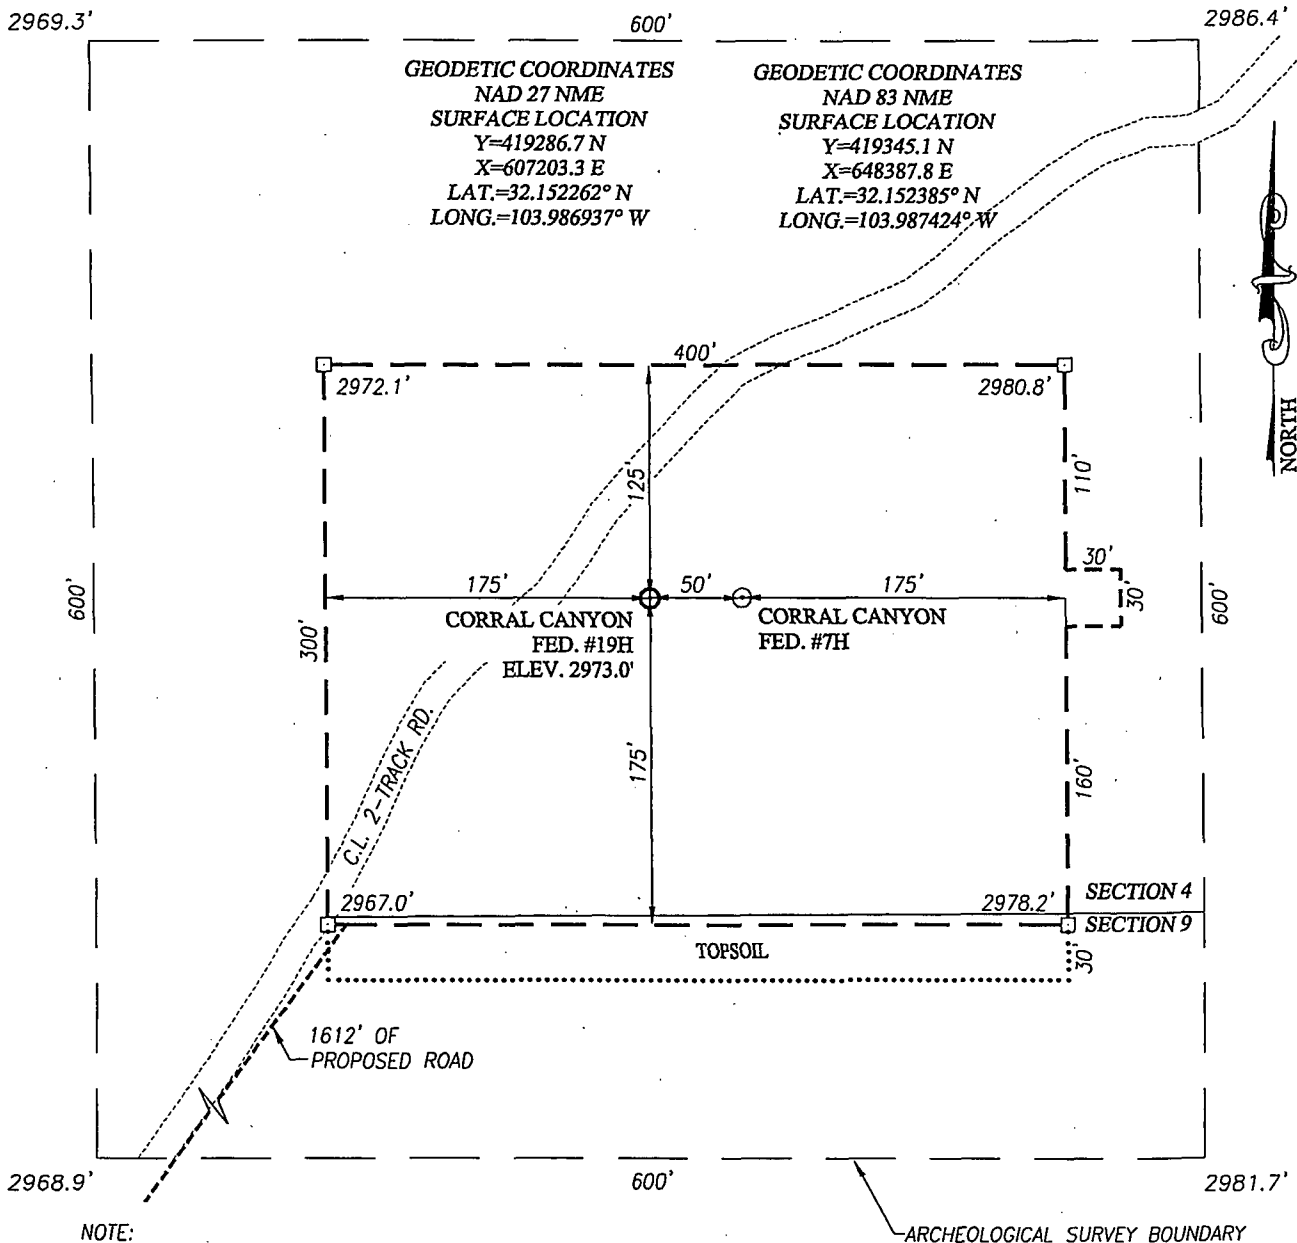 2969.3'
600'
2986.4'
GEODETIC COORDINATES
NAD 27 NME
SURFACE LOCATION
Y=419286.7 N
X=607203.3 E
LAT.=32.152262° N
LONG.=103.986937° W
GEODETIC COORDINATES
NAD 83 NME
SURFACE LOCATION
Y=419345.1 N
X=648387.8 E
LAT.=32.152385° N
LONG.=103.987424° W
NORTH
400'
2972.1'
2980.8'
125'
110'
30'
30'
600'
600'
300'
175'
50'
175'
CORRAL CANYON
FED. #19H
ELEV. 2973.0'
CORRAL CANYON
FED. #7H
C.L. 2-TRACK RD.
175'
160'
2967.0'
2978.2'
SECTION 4
SECTION 9
TOPSOIL
30'
1612' OF
PROPOSED ROAD
2968.9'
600'
2981.7'
NOTE:
ARCHEOLOGICAL SURVEY BOUNDARY